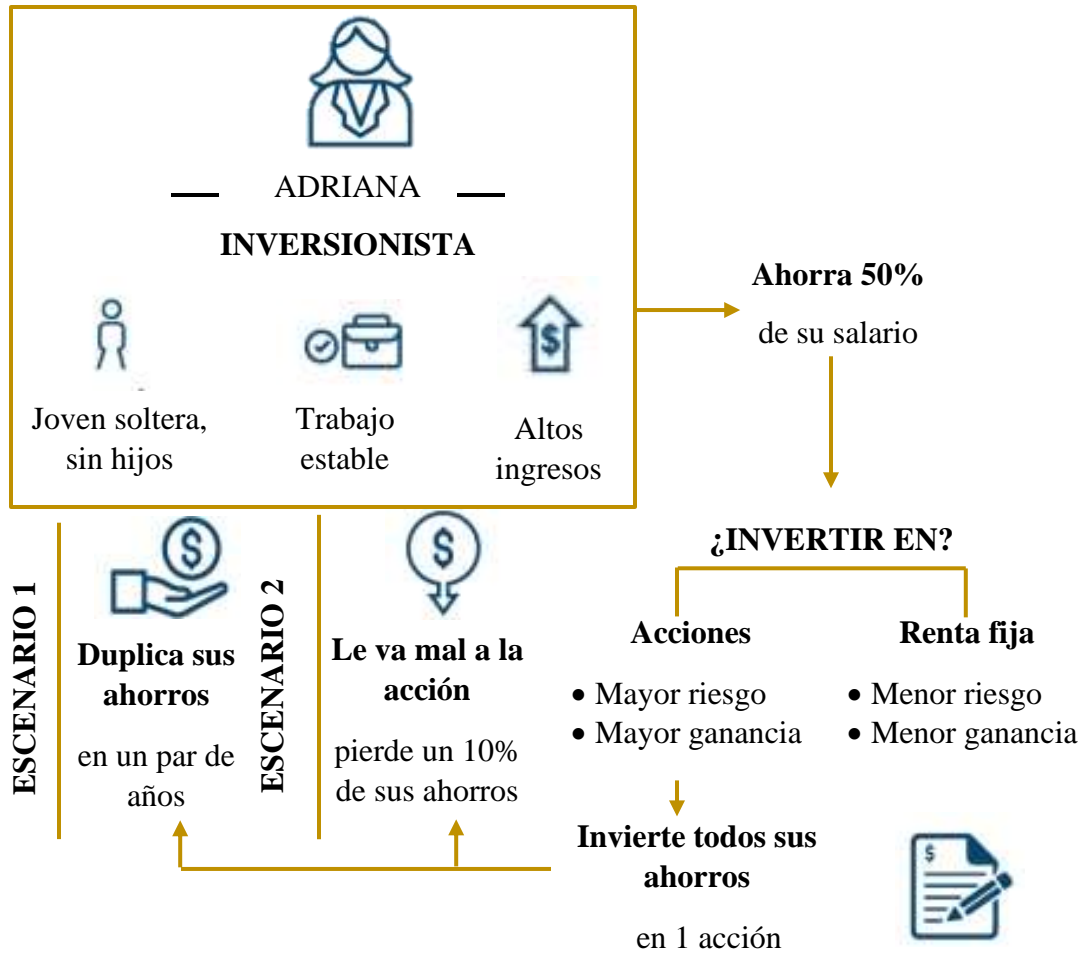 ADRIANA
INVERSIONISTA
Joven soltera,
sin hijos
Trabajo
estable
$
Altos
ingresos
Ahorra 50%
de su salario
¿INVERTIR EN?
Acciones
• Mayor riesgo
• Mayor ganancia
Renta fija
• Menor riesgo
• Menor ganancia
Invierte todos sus
ahorros
en 1 acción
$
ESCENARIO 1
$
Duplica sus
ahorros
en un par de
años
ESCENARIO 2
$
Le va mal a la
acción
pierde un 10%
de sus ahorros